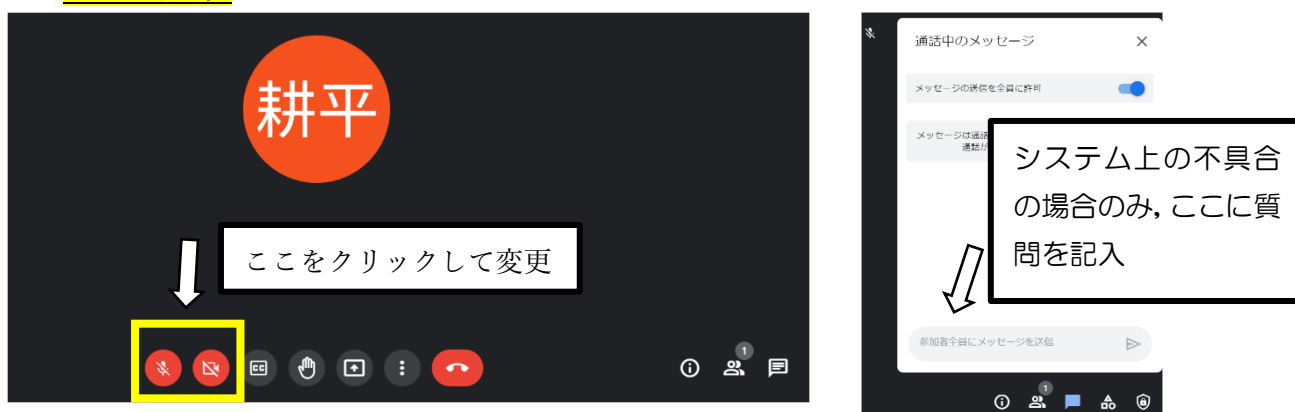 耕平
ここをクリックして変更
1
通話中のメッセージ
メッセージの送信を全員に許可
メッセージは通話
通話が
システム上の不具合
の場合のみ,ここに質
問を記入
参加者全員にメッセージを送信
1